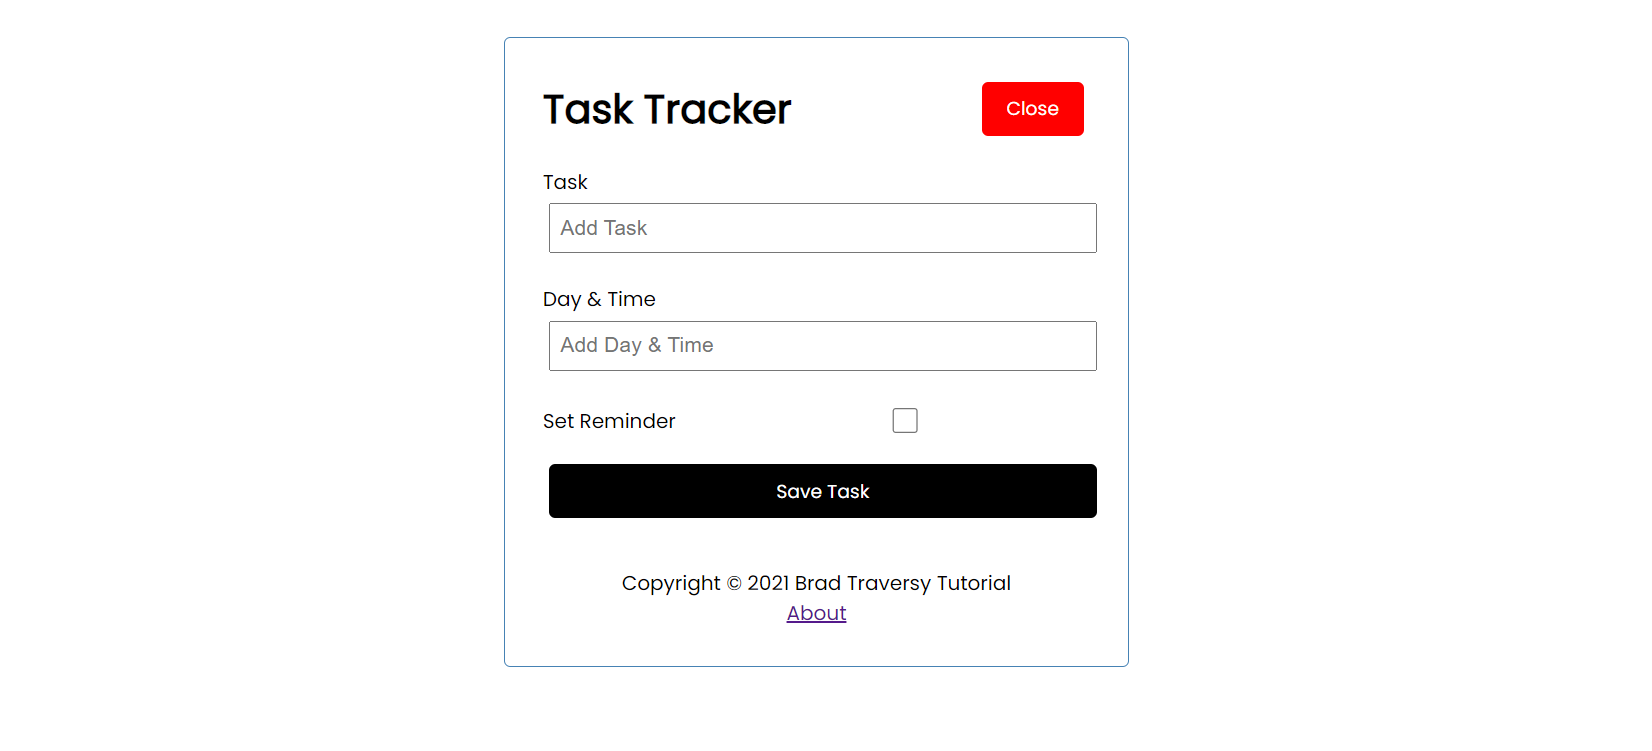 Task Tracker
Close
Task
Add Task
Day & Time
Add Day & Time
Set Reminder
Save Task
Copyright © 2021 Brad Traversy Tutorial
About